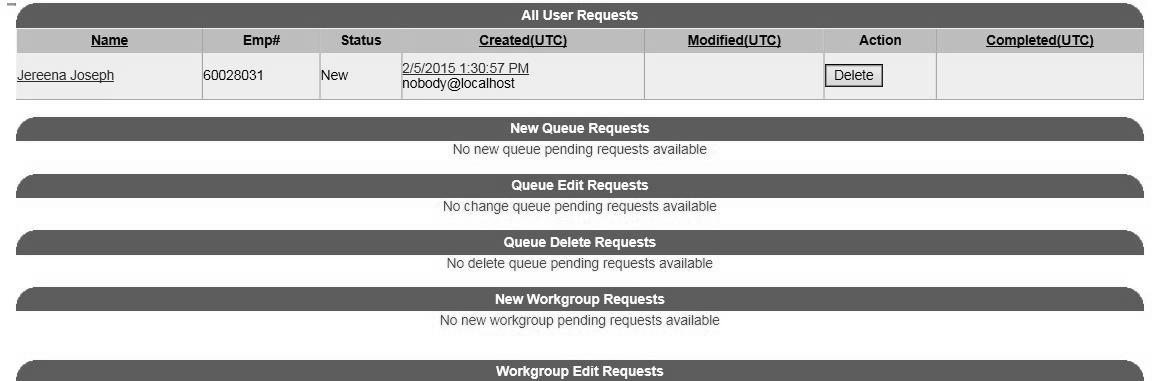 All User Requests
Name Emp# Status Created(UTC) Modified(UTC) Action Completed(UTC)
Jereena Joseph 60028031 New 2/5/2015 1:30:57 PM Delete
nobody@localhost
New Queue Requests
No new queue pending requests available
Queue Edit Requests
No change queue pending requests available
Queue Delete Requests
No delete queue pending requests available
New Workgroup Requests
No new workgroup pending requests available
Workgroup Edit Requests